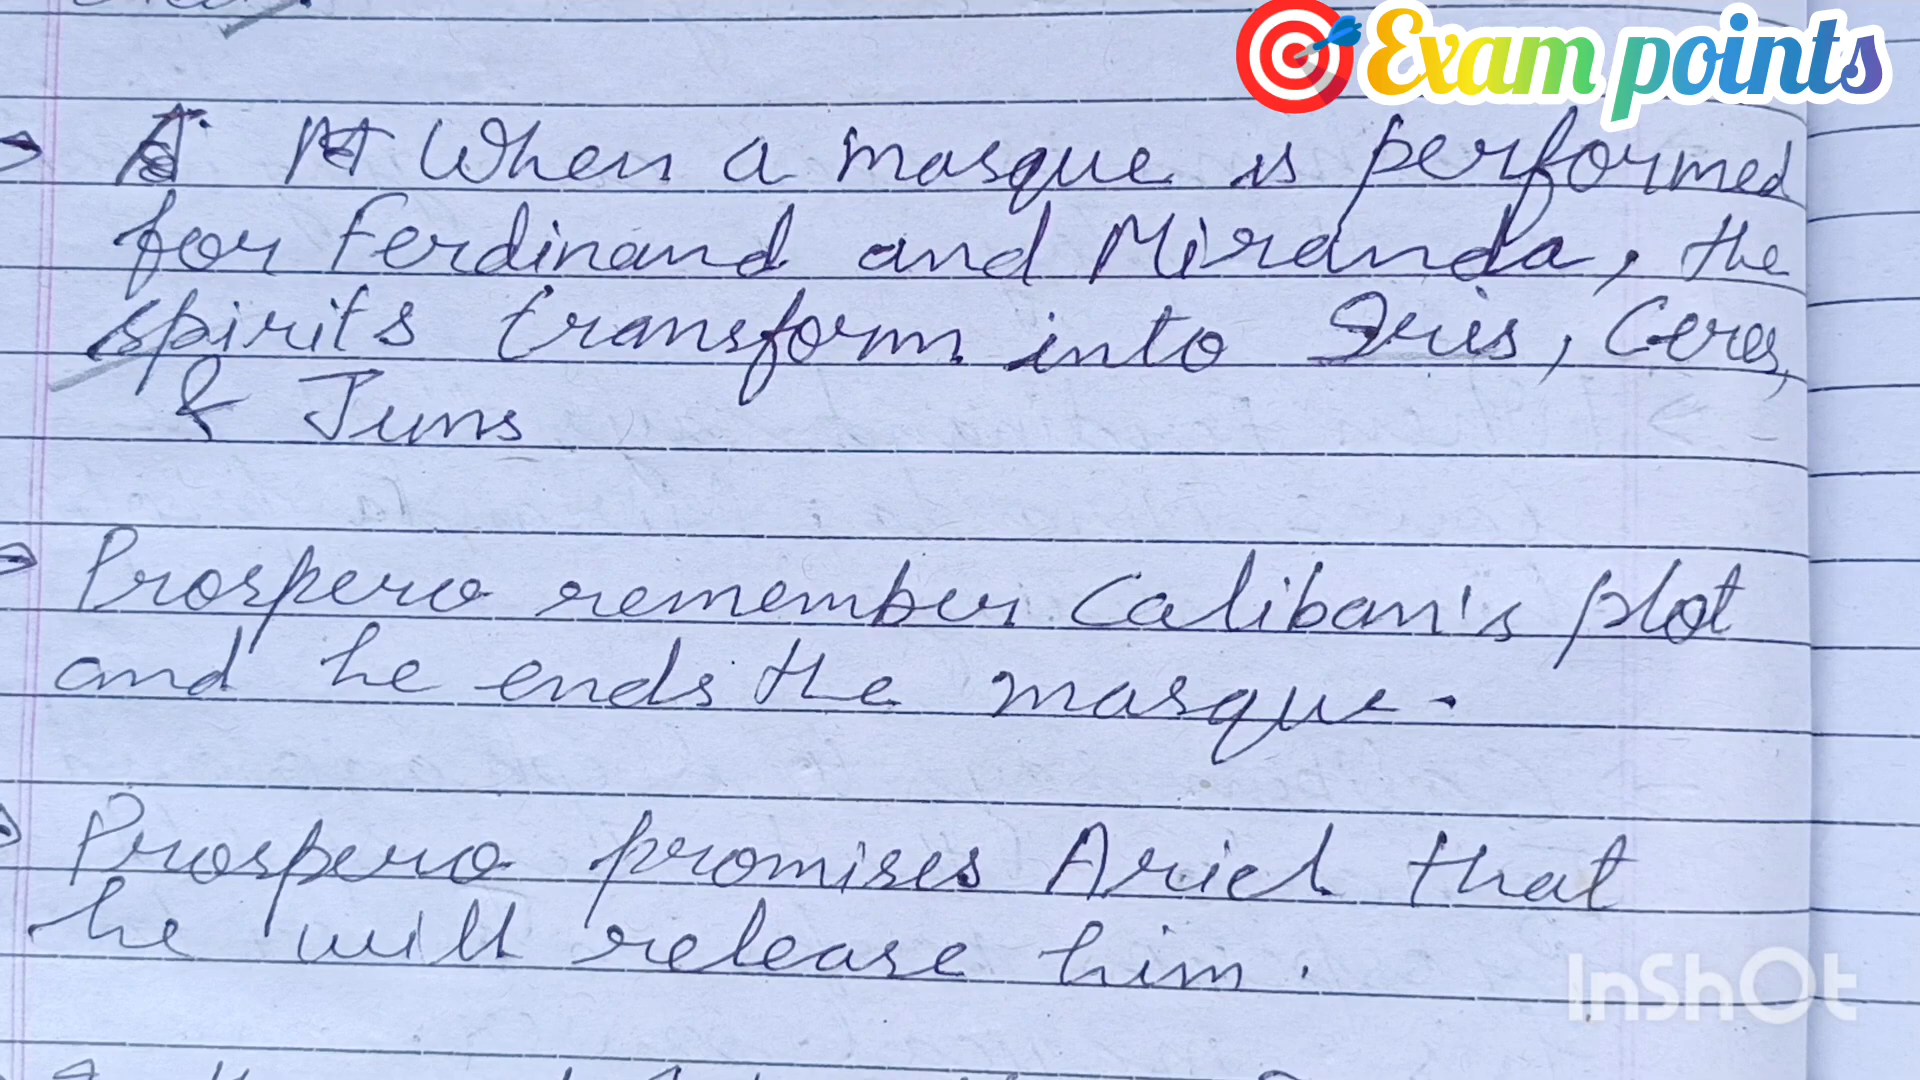 Exam points
When a masque is performed
for Ferdinand and Miranda, the
spirits transform into Iris, Ceres,
& Juns
Prospero remember Caliban's plot
and he ends the masque.
Prospero promises Ariel that
he will release him.
InShOt